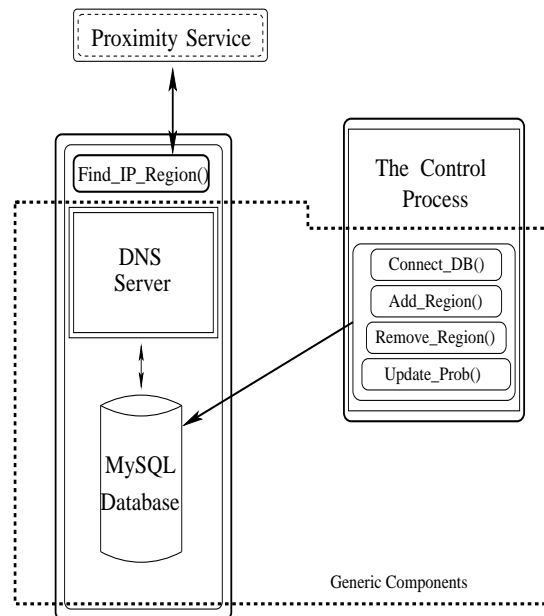 Proximity Service
Find_IP_Region()
DNS
Server
MySQL
Database
The Control
Process
Connect_DB()
Add_Region()
Remove_Region()
Update_Prob()
Generic Components